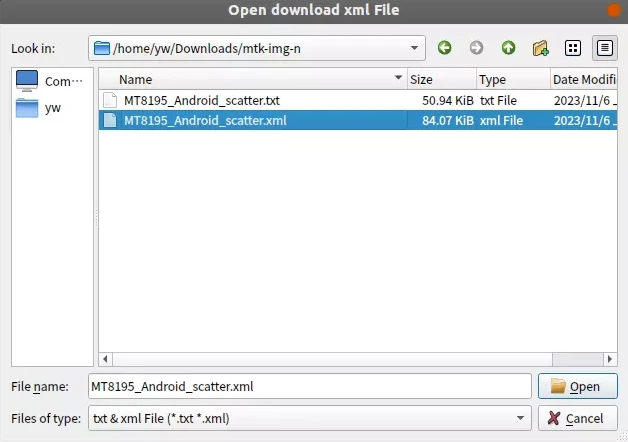 Open download xml File
Look in: /home/yw/Downloads/mtk-img-n
Com... Name Size Type Date Modifi
yw MT8195_Android_scatter.txt 50.94 KiB txt File 2023/11/6
MT8195_Android_scatter.xml 84.07 KiB xml File 2023/11/6
File name: MT8195_Android_scatter.xml Open
Files of type: txt & xml File (*.txt *.xml) Cancel